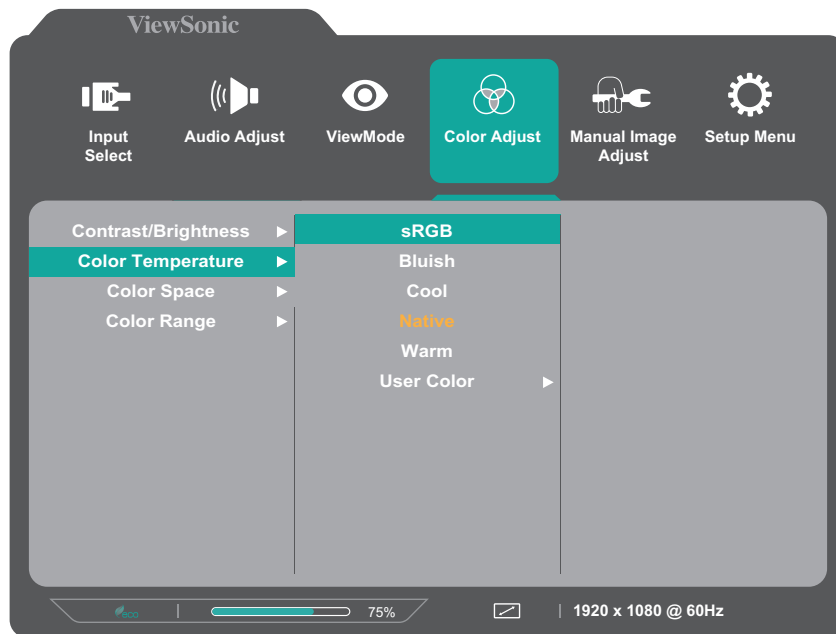 ViewSonic
Input Select
Audio Adjust
ViewMode
Color Adjust
Manual Image Adjust
Setup Menu
Contrast/Brightness
Color Temperature
Color Space
Color Range
sRGB
Bluish
Cool
Native
Warm
User Color
eco
75%
1920 x 1080 @ 60Hz